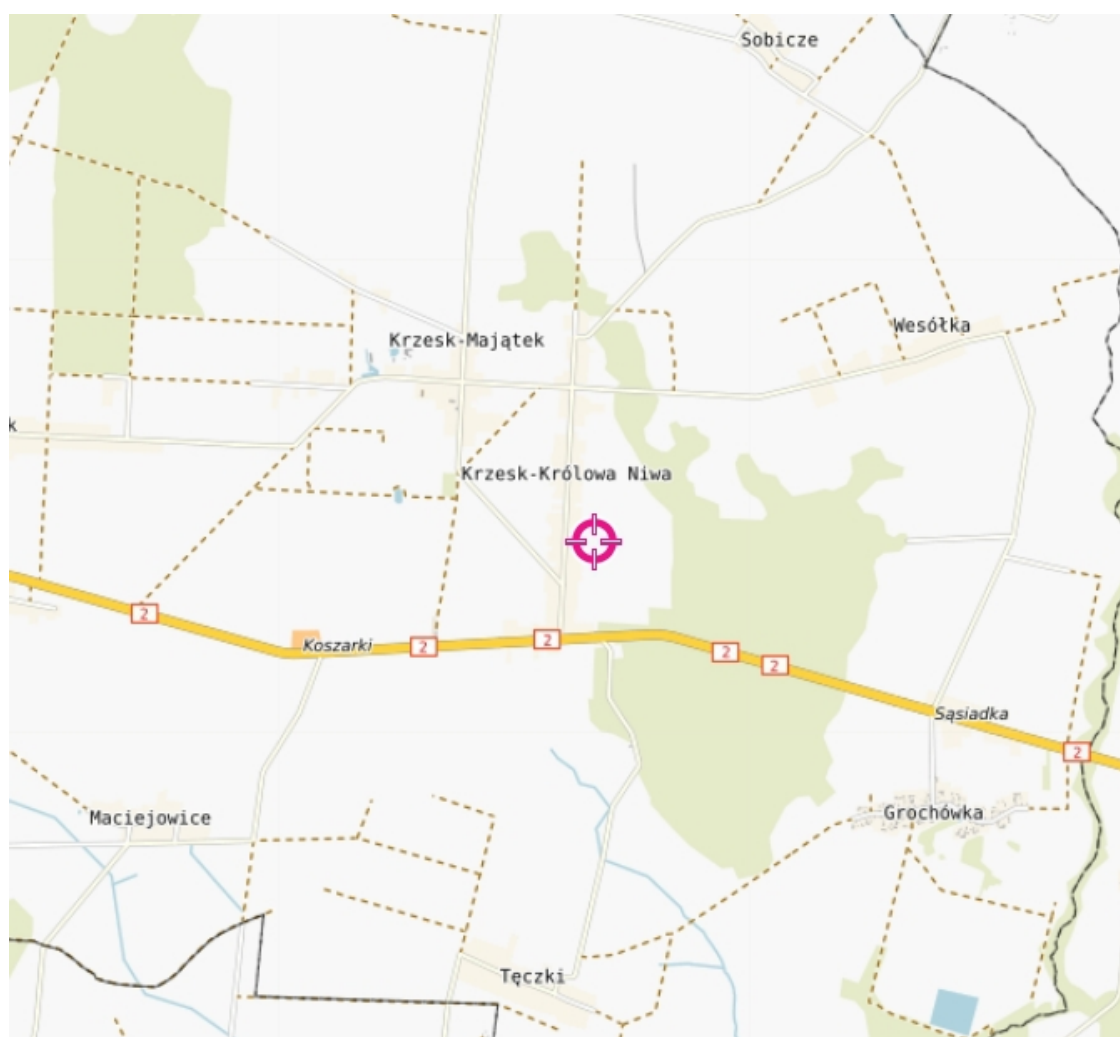 Sobicze
Wesółka
Krzesk-Majątek
k
Krzesk-Królowa Niwa
2
Koszarki
2
2
2
2
Sąsiadka
2
Maciejowice
Grochówka
Tęczki